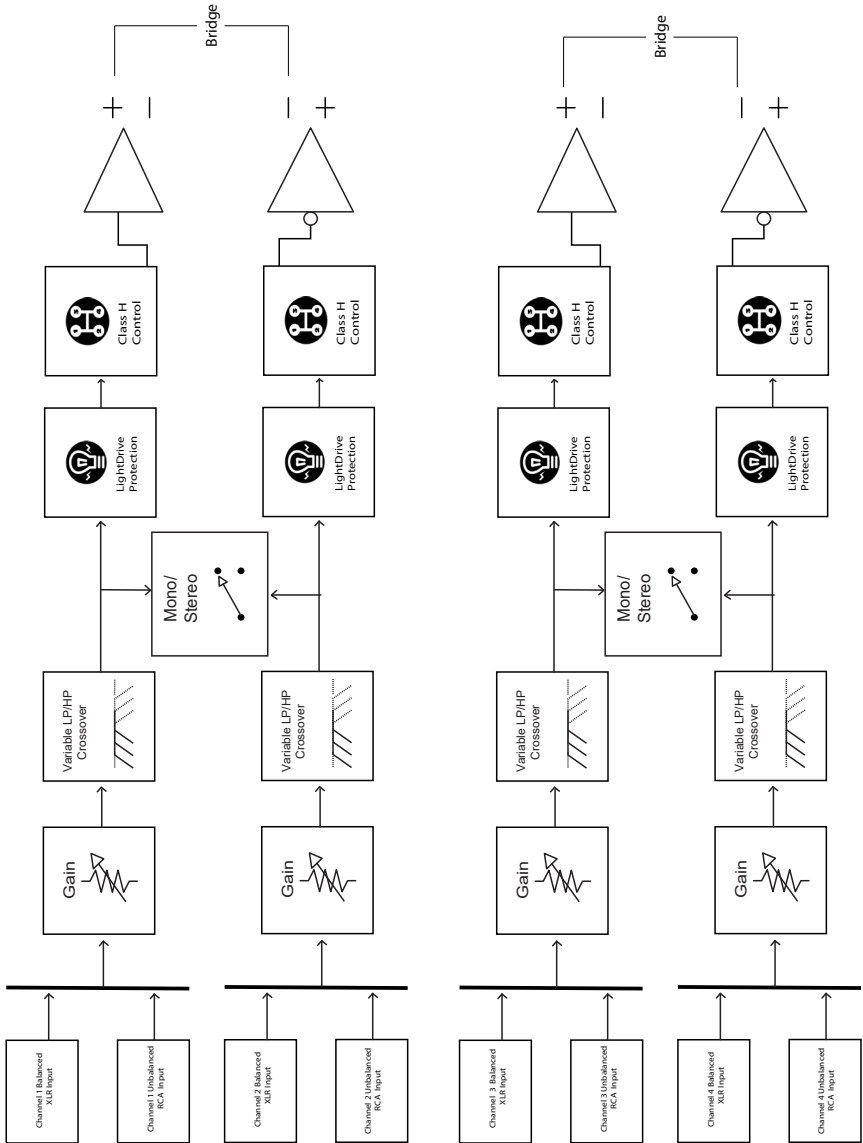 Channel 1 Balanced
XLR Input
Channel 1 Unbalanced
RCA Input
Gain
Variable LP/HP
Crossover
Mono/
Stereo
LightDrive
Protection
Class H
Control
+
−
Bridge
Channel 2 Balanced
XLR Input
Channel 2 Unbalanced
RCA Input
Gain
Variable LP/HP
Crossover
LightDrive
Protection
Class H
Control
−
+
Channel 3 Balanced
XLR Input
Channel 3 Unbalanced
RCA Input
Gain
Variable LP/HP
Crossover
Mono/
Stereo
LightDrive
Protection
Class H
Control
+
−
Bridge
Channel 4 Balanced
XLR Input
Channel 4 Unbalanced
RCA Input
Gain
Variable LP/HP
Crossover
LightDrive
Protection
Class H
Control
−
+